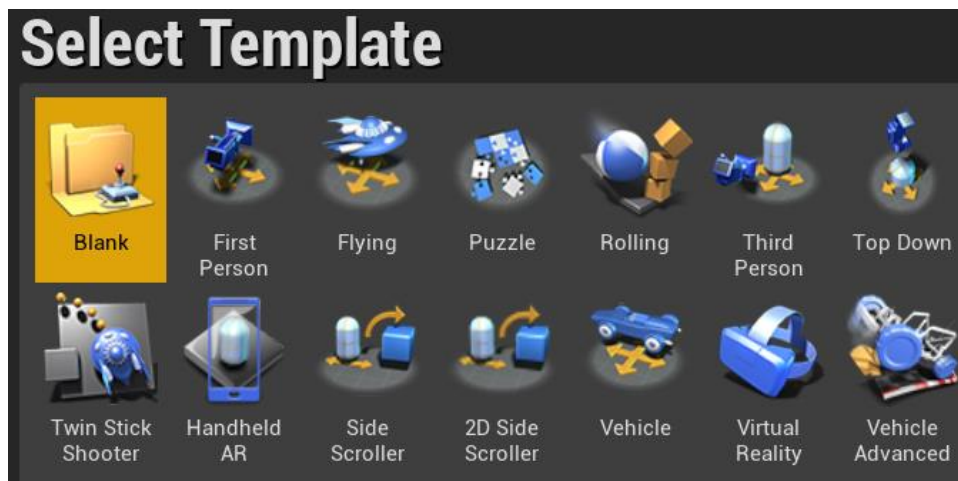 Select Template
Blank
First
Person
Flying
Puzzle
Rolling
Third
Person
Top Down
Twin Stick
Shooter
Handheld
AR
Side
Scroller
2D Side
Scroller
Vehicle
Virtual
Reality
Vehicle
Advanced